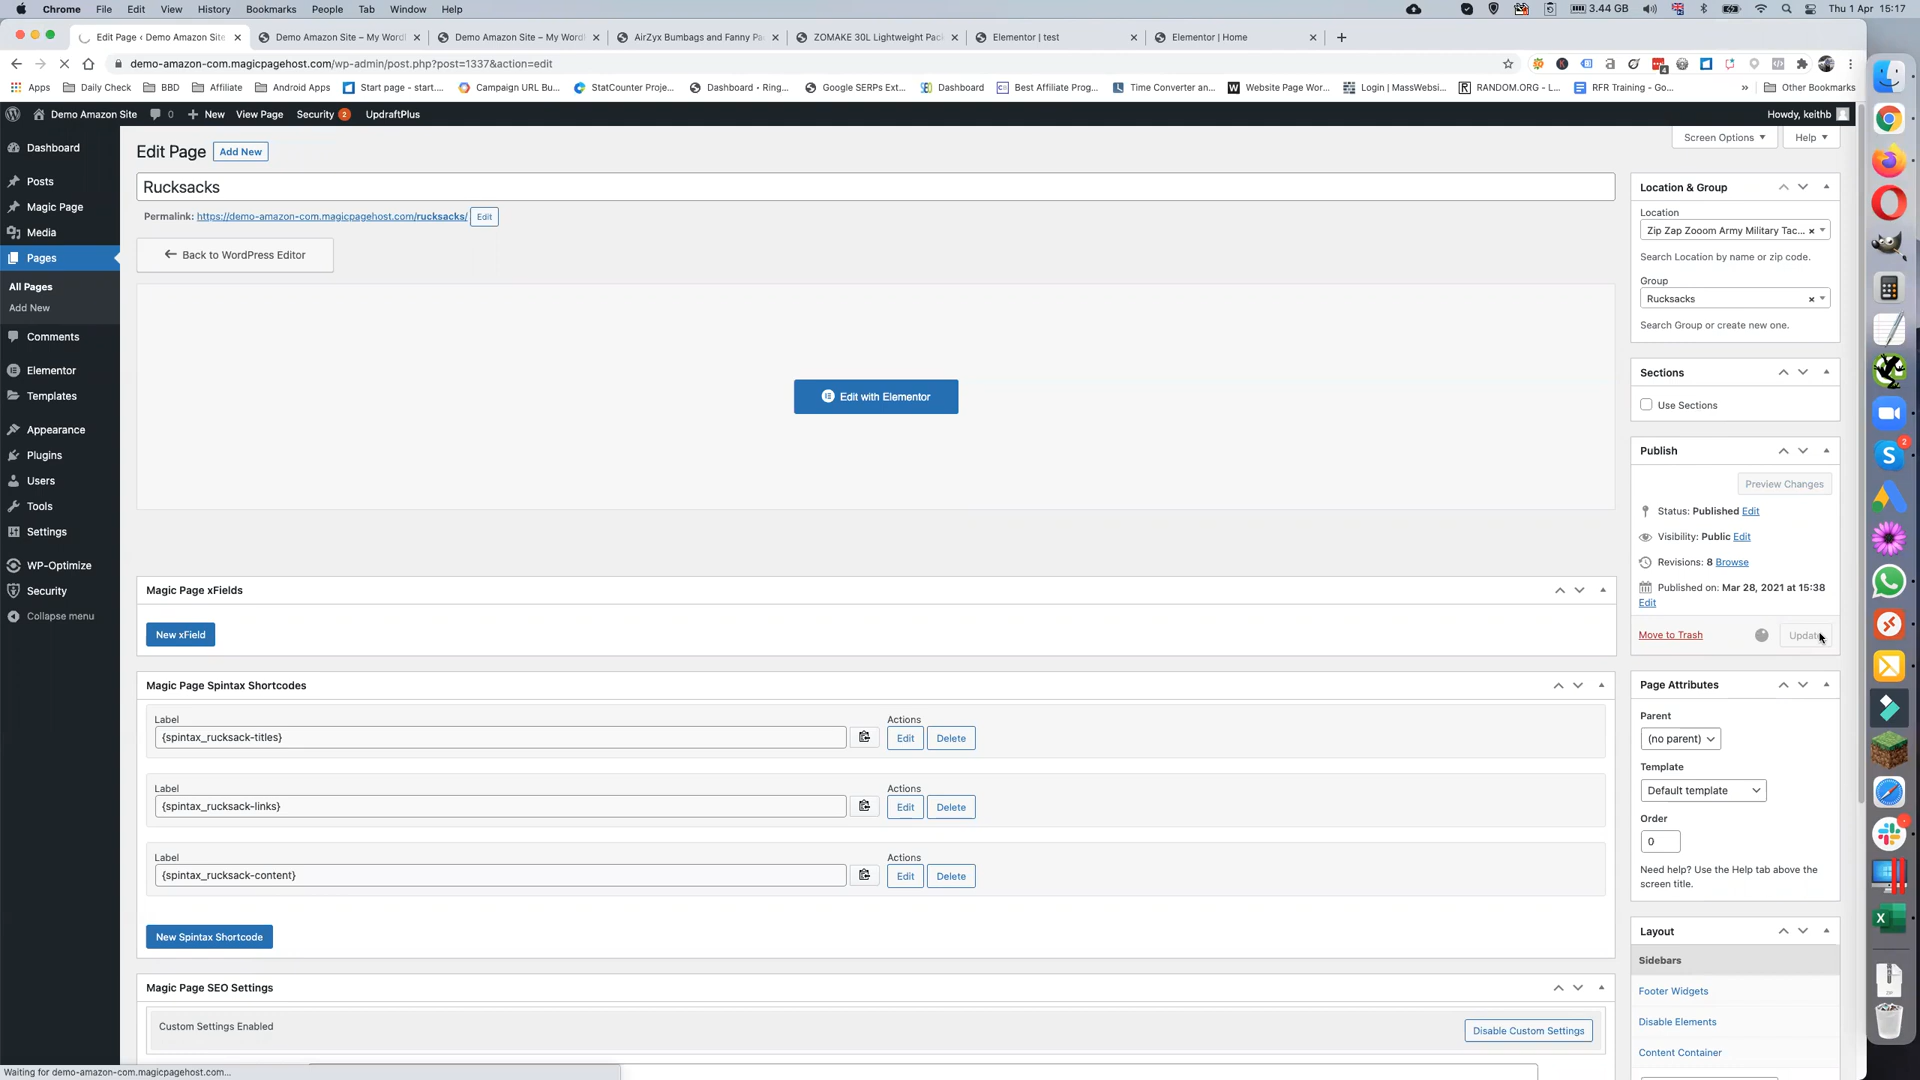 Chrome File Edit View History Bookmarks People Tab Window Help 3.44 GB Thu 1 Apr 15:17
Edit Page ‹ Demo Amazon Site Demo Amazon Site – My Word Demo Amazon Site – My Word AirZyx Bumbags and Fanny Pa ZOMAKE 30L Lightweight Pac Elementor | test Elementor | Home
demo-amazon-com.magicpagehost.com/wp-admin/post.php?post=1337&action=edit
Apps Daily Check BBD Affiliate Android Apps Start page - start.... Campaign URL Bu... StatCounter Proje... Dashboard - Ring... Google SERPs Ext... Dashboard Best Affiliate Prog... Time Converter an... Website Page Wor... Login | MassWebsi... RANDOM.ORG - L... RFR Training - Go... » Other Bookmarks
Demo Amazon Site 0 New View Page Security 2 UpdraftPlus Howdy, keithb
Screen Options Help
Dashboard
Posts
Magic Page
Media
Pages
All Pages
Add New
Comments
Elementor
Templates
Appearance
Plugins
Users
Tools
Settings
WP-Optimize
Security
Collapse menu
Edit Page Add New
Rucksacks
Permalink: https://demo-amazon-com.magicpagehost.com/rucksacks/ Edit
Back to WordPress Editor
Edit with Elementor
Magic Page xFields
New xField
Magic Page Spintax Shortcodes
Label Actions
{spintax_rucksack-titles} Edit Delete
Label Actions
{spintax_rucksack-links} Edit Delete
Label Actions
{spintax_rucksack-content} Edit Delete
New Spintax Shortcode
Magic Page SEO Settings
Custom Settings Enabled Disable Custom Settings
Location & Group
Location
Zip Zap Zooom Army Military Tac... ×
Search Location by name or zip code.
Group
Rucksacks ×
Search Group or create new one.
Sections
Use Sections
Publish
Preview Changes
Status: Published Edit
Visibility: Public Edit
Revisions: 8 Browse
Published on: Mar 28, 2021 at 15:38
Edit
Move to Trash Update
Page Attributes
Parent
(no parent)
Template
Default template
Order
0
Need help? Use the Help tab above the
screen title.
Layout
Sidebars
Footer Widgets
Disable Elements
Content Container
Waiting for demo-amazon-com.magicpagehost.com...